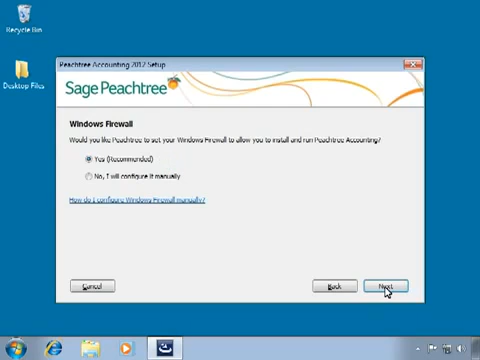 Recycle Bin
Desktop Files
Peachtree Accounting 2012 Setup
Sage Peachtree
Windows Firewall
Would you like Peachtree to set your Windows Firewall to allow you to install and run Peachtree Accounting?
Yes (Recommended)
No, I will configure it manually
How do I configure Windows Firewall manually?
Cancel
Back
Next